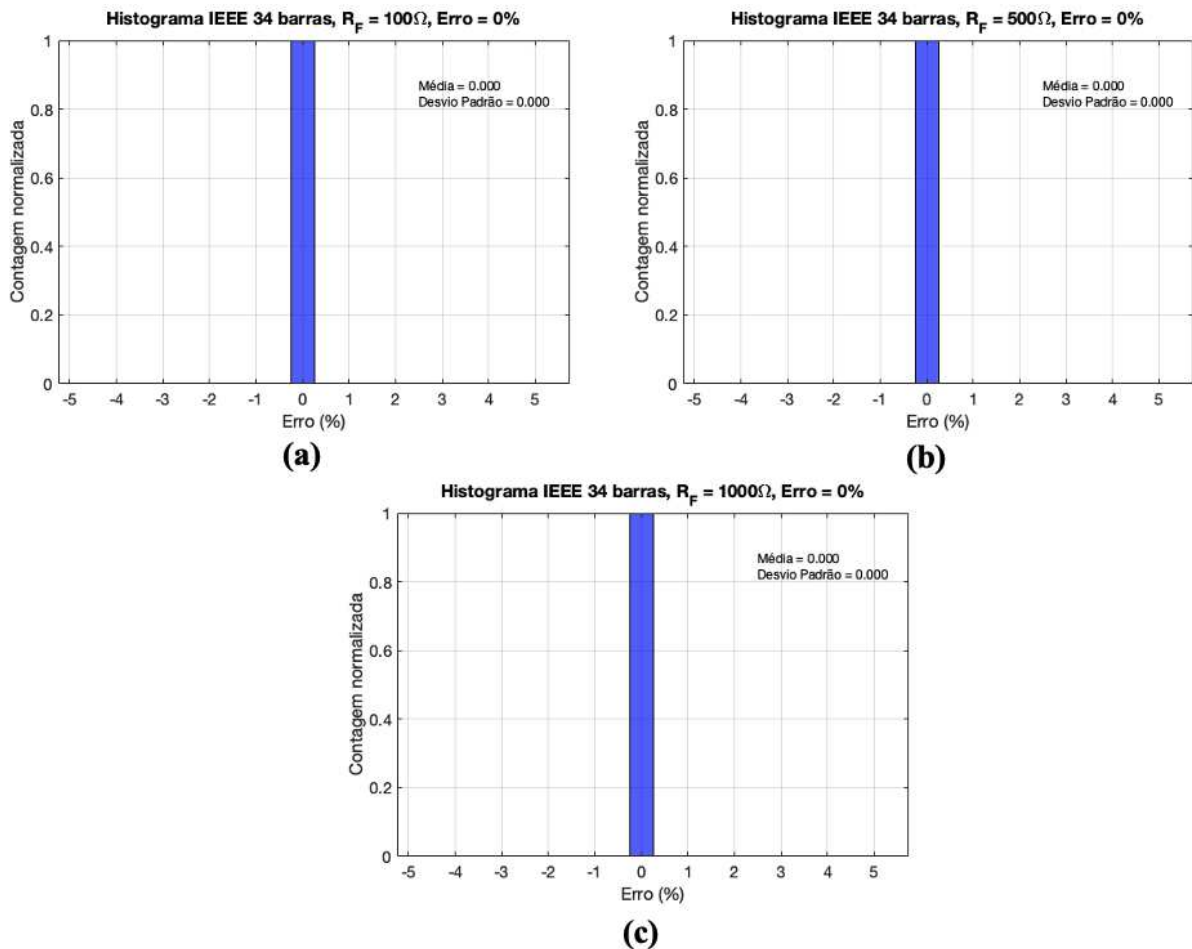 Histograma IEEE 34 barras, R_F = 100Ω, Erro = 0%
1
0.8
0.6
0.4
0.2
0
Contagem normalizada
Média = 0.000
Desvio Padrão = 0.000
-5 -4 -3 -2 -1 0 1 2 3 4 5
Erro (%)
(a)
Histograma IEEE 34 barras, R_F = 500Ω, Erro = 0%
1
0.8
0.6
0.4
0.2
0
Contagem normalizada
Média = 0.000
Desvio Padrão = 0.000
-5 -4 -3 -2 -1 0 1 2 3 4 5
Erro (%)
(b)
Histograma IEEE 34 barras, R_F = 1000Ω, Erro = 0%
1
0.8
0.6
0.4
0.2
0
Contagem normalizada
Média = 0.000
Desvio Padrão = 0.000
-5 -4 -3 -2 -1 0 1 2 3 4 5
Erro (%)
(c)